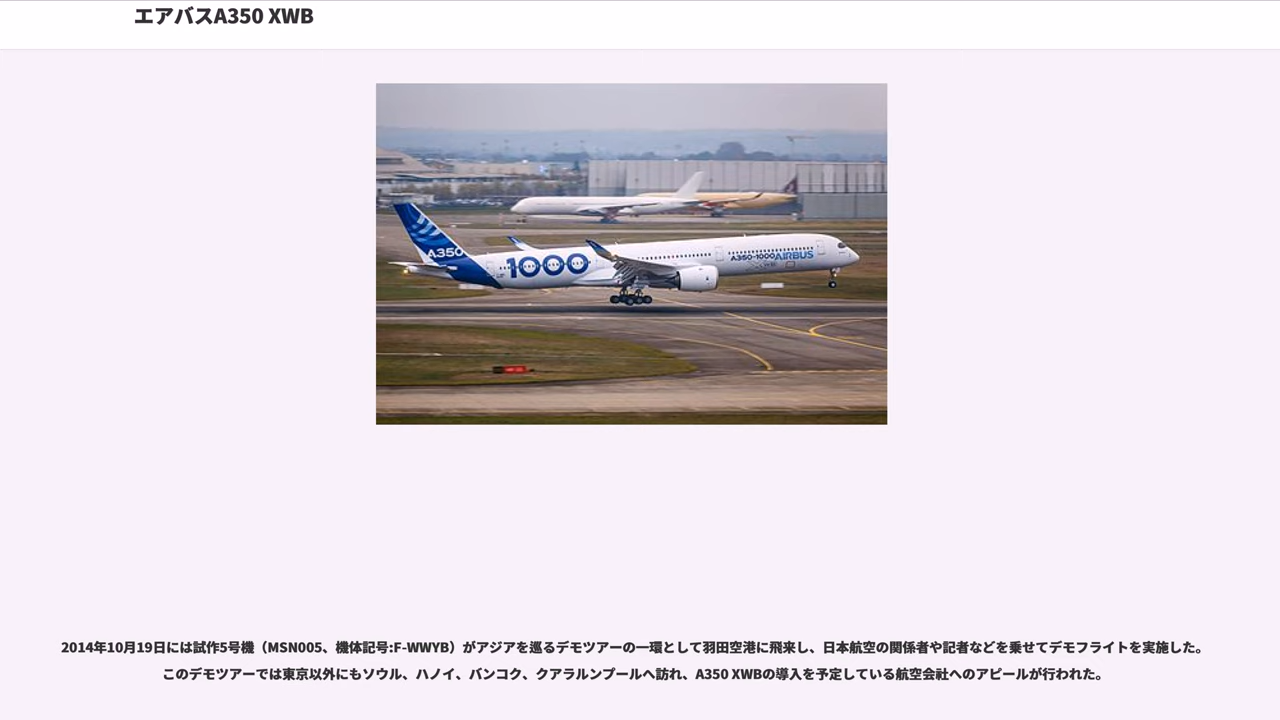 エアバスA350 XWB
A350
1000
A350-1000 AIRBUS
2014年10月19日には試作5号機（MSN005、機体記号:F-WWYB）がアジアを巡るデモツアーの一環として羽田空港に飛来し、日本航空の関係者や記者などを乗せてデモフライトを実施した。
このデモツアーでは東京以外にもソウル、ハノイ、バンコク、クアラルンプールへ訪れ、A350 XWBの導入を予定している航空会社へのアピールが行われた。